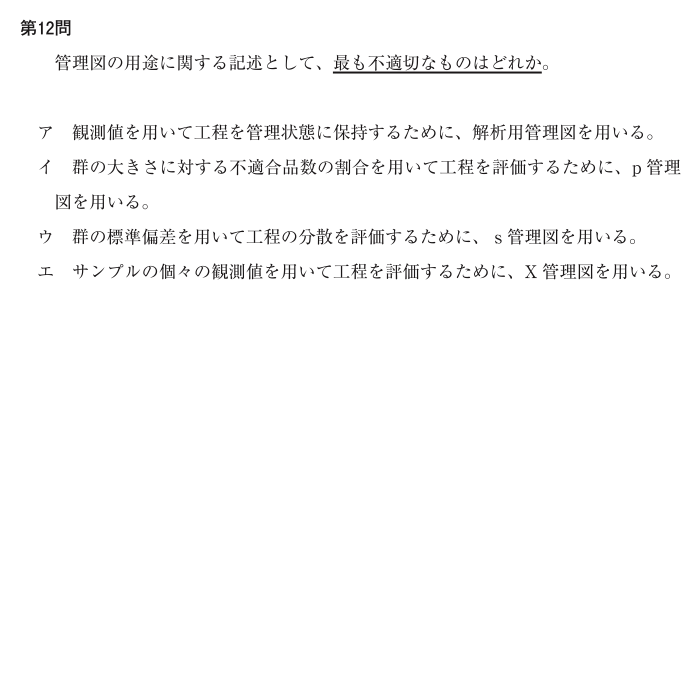 第12問
管理図の用途に関する記述として、最も不適切なものはどれか。
ア　観測値を用いて工程を管理状態に保持するために、解析用管理図を用いる。
イ　群の大きさに対する不適合品数の割合を用いて工程を評価するために、p 管理
図を用いる。
ウ　群の標準偏差を用いて工程の分散を評価するために、s 管理図を用いる。
エ　サンプルの個々の観測値を用いて工程を評価するために、X 管理図を用いる。